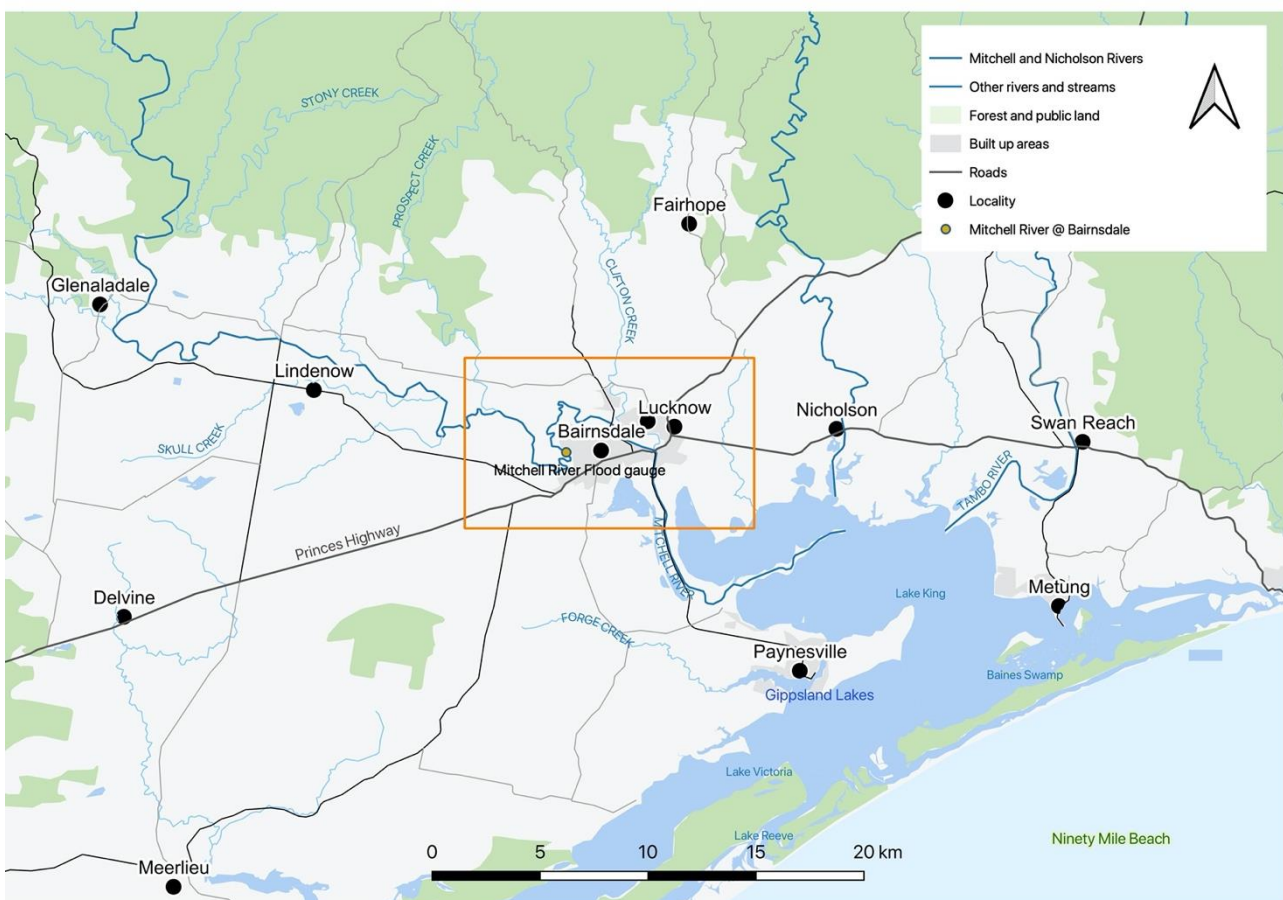 Mitchell and Nicholson Rivers
Other rivers and streams
Forest and public land
Built up areas
Roads
Locality
Mitchell River @ Bairnsdale
STONY CREEK
PROSPECT CREEK
Fairhope
CLIFTON CREEK
Glenaladale
Lindenow
Lucknow
Nicholson
Swan Reach
Bairnsdale
SKULL CREEK
Mitchell River Flood gauge
TAMBO RIVER
Princes Highway
MITCHELL RIVER
Delvine
Lake King
Metung
FORGE CREEK
Paynesville
Baines Swamp
Gippsland Lakes
Lake Victoria
Lake Reeve
Ninety Mile Beach
0 5 10 15 20 km
Meerlieu